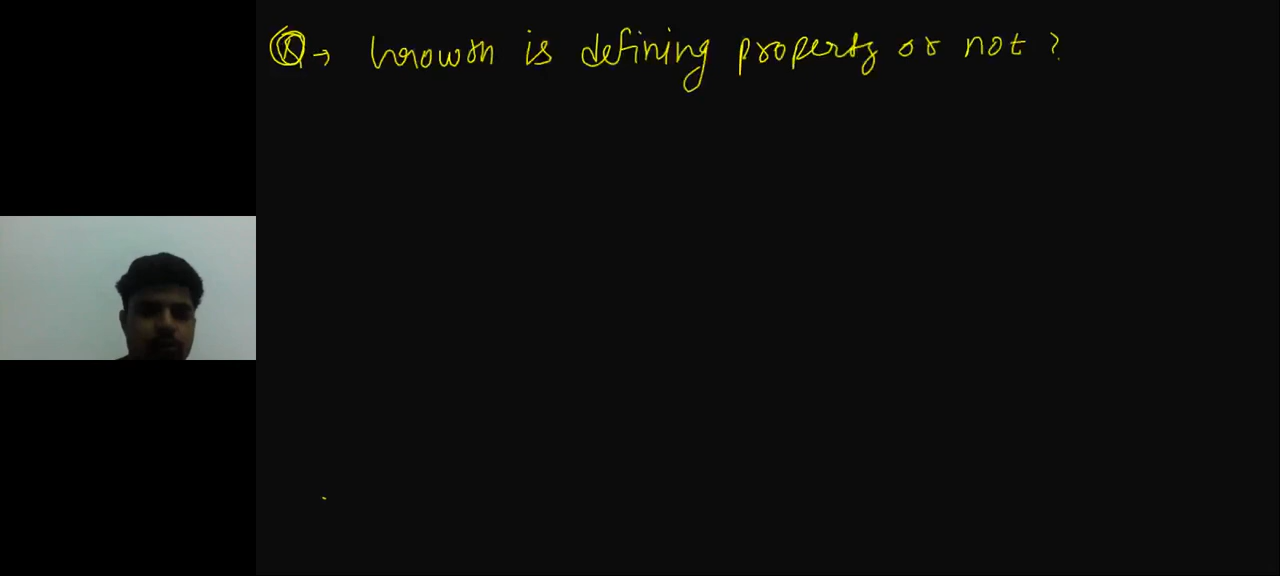 Q → Growth is defining property or not ?